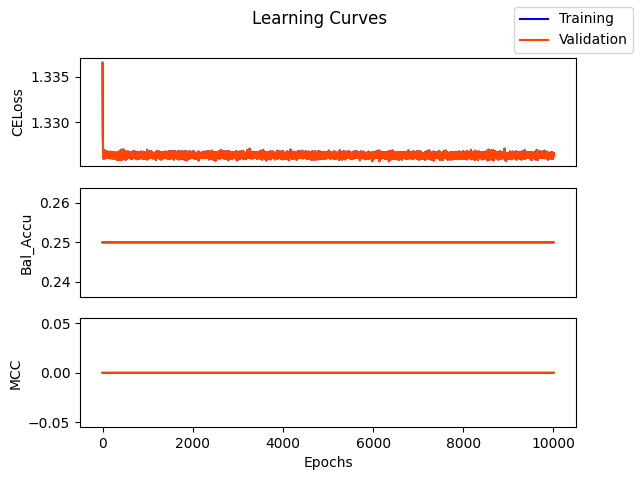 Learning Curves
Training
Validation
CELoss
1.335
1.330
Bal_Accu
0.26
0.25
0.24
MCC
0.05
0.00
−0.05
0 2000 4000 6000 8000 10000
Epochs